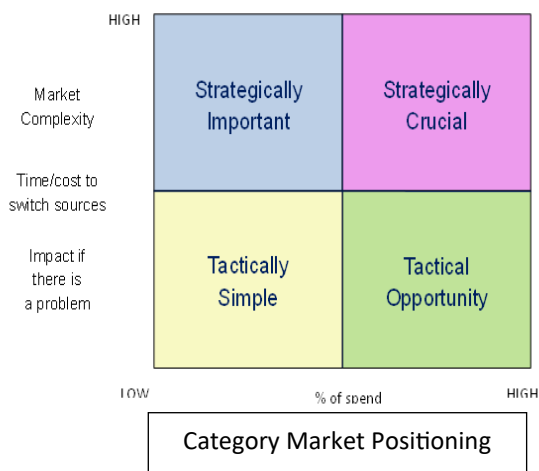 HIGH
Strategically
Important
Strategically
Crucial
Market
Complexity
Time/cost to
switch sources
Impact if
there is
a problem
Tactically
Simple
Tactical
Opportunity
LOW
% of spend
HIGH
Category Market Positioning